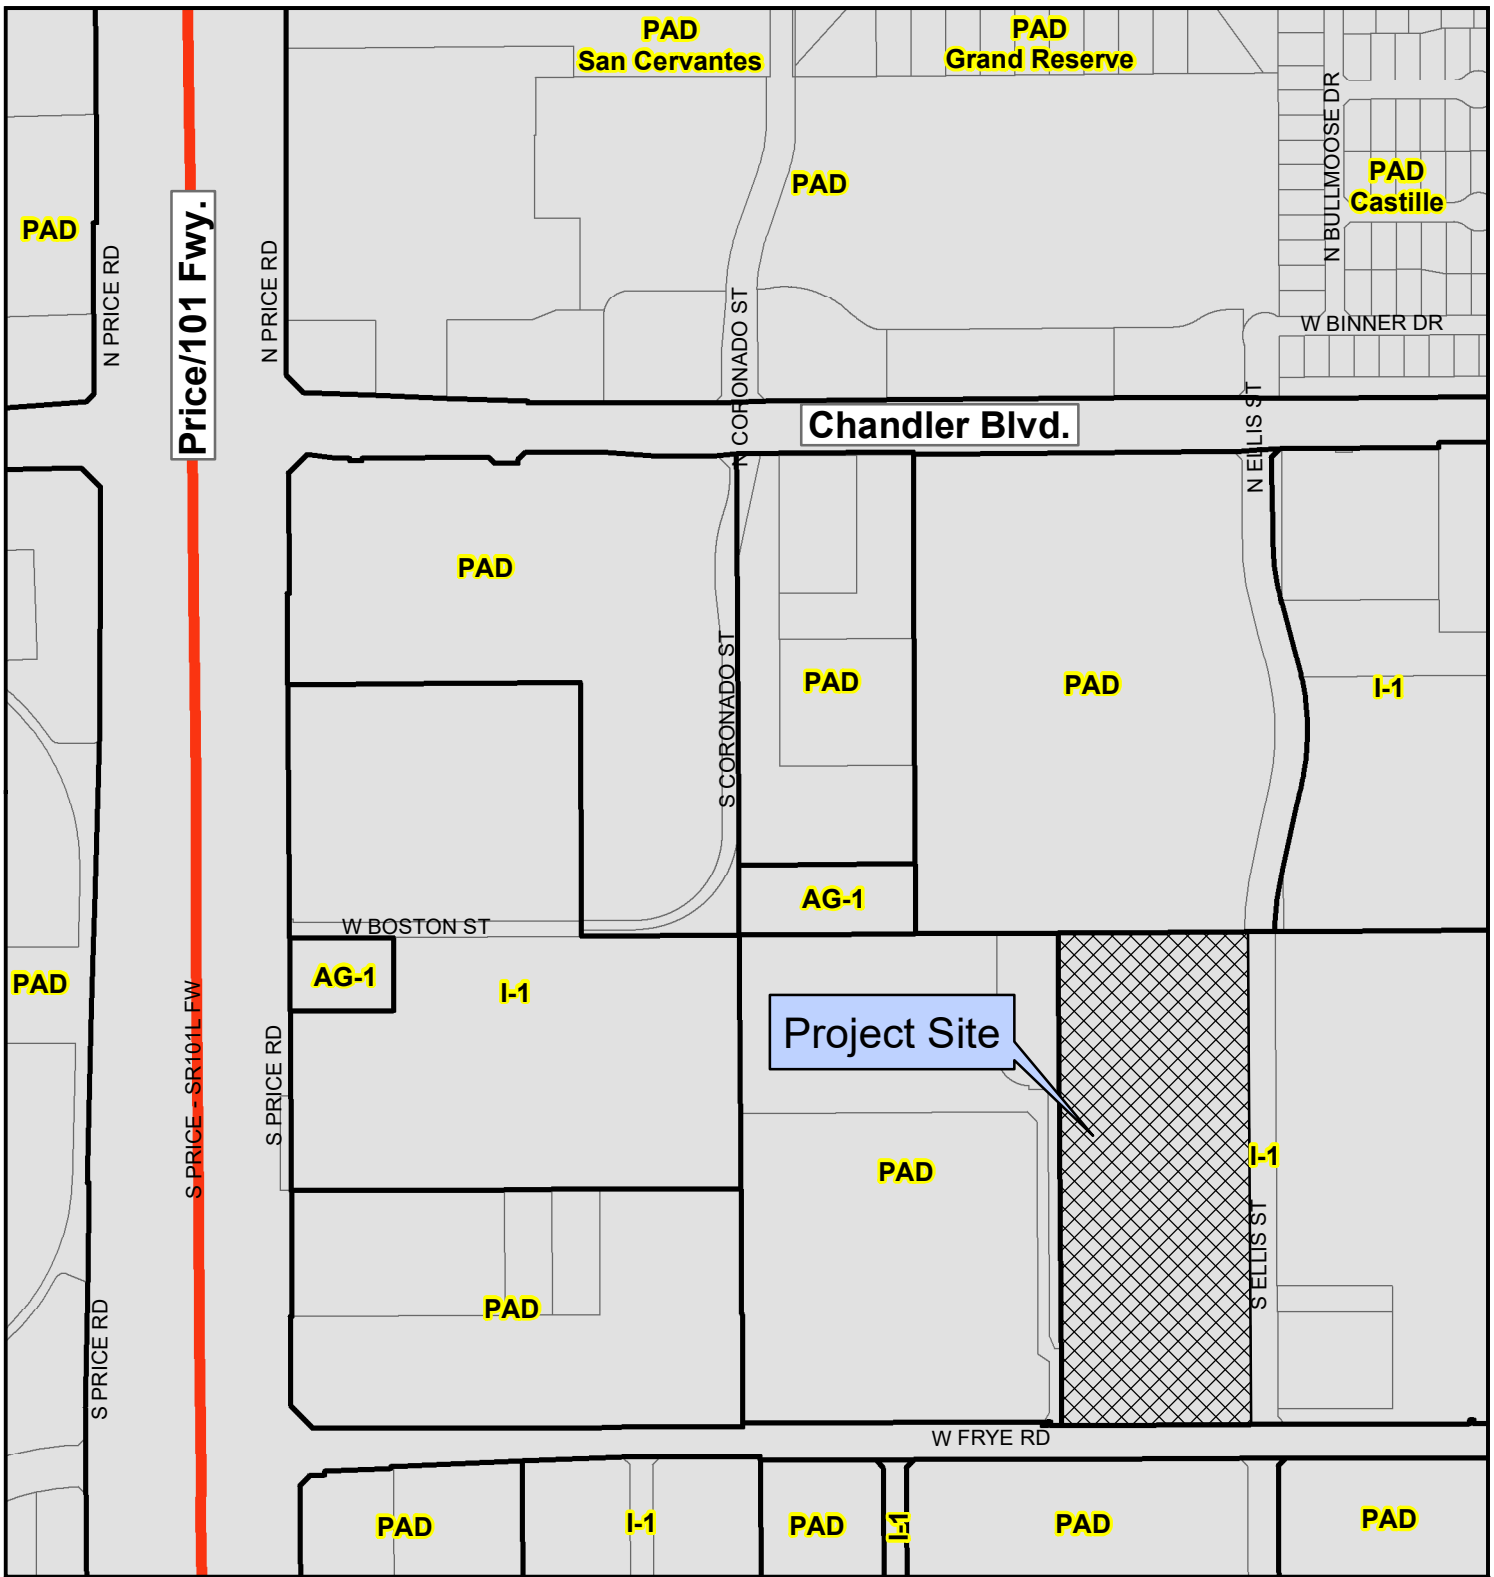 PAD
San Cervantes
PAD
Grand Reserve
N BULLMOOSE DR
PAD
Castille
PAD
PAD
Price/101 Fwy.
N PRICE RD
N PRICE RD
N CORONADO ST
W BINNER DR
Chandler Blvd.
N ELLIS ST
PAD
S CORONADO ST
PAD
PAD
I-1
AG-1
W BOSTON ST
AG-1
I-1
PAD
S PRICE - SR101L FW
S PRICE RD
Project Site
PAD
I-1
S ELLIS ST
PAD
S PRICE RD
W FRYE RD
PAD
I-1
PAD
I-1
PAD
PAD